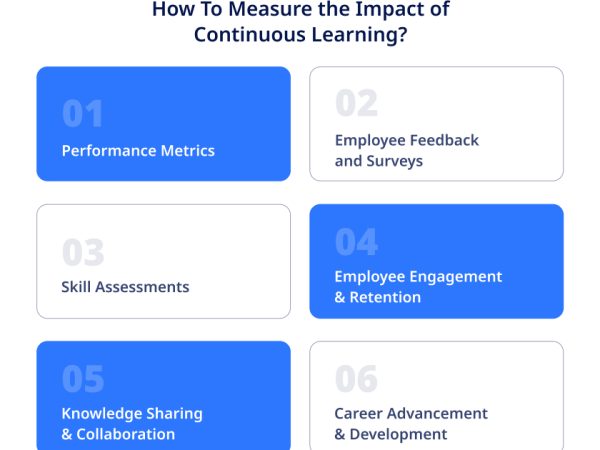 How To Measure the Impact of
Continuous Learning?
01
Performance Metrics
02
Employee Feedback
and Surveys
03
Skill Assessments
04
Employee Engagement
& Retention
05
Knowledge Sharing
& Collaboration
06
Career Advancement
& Development